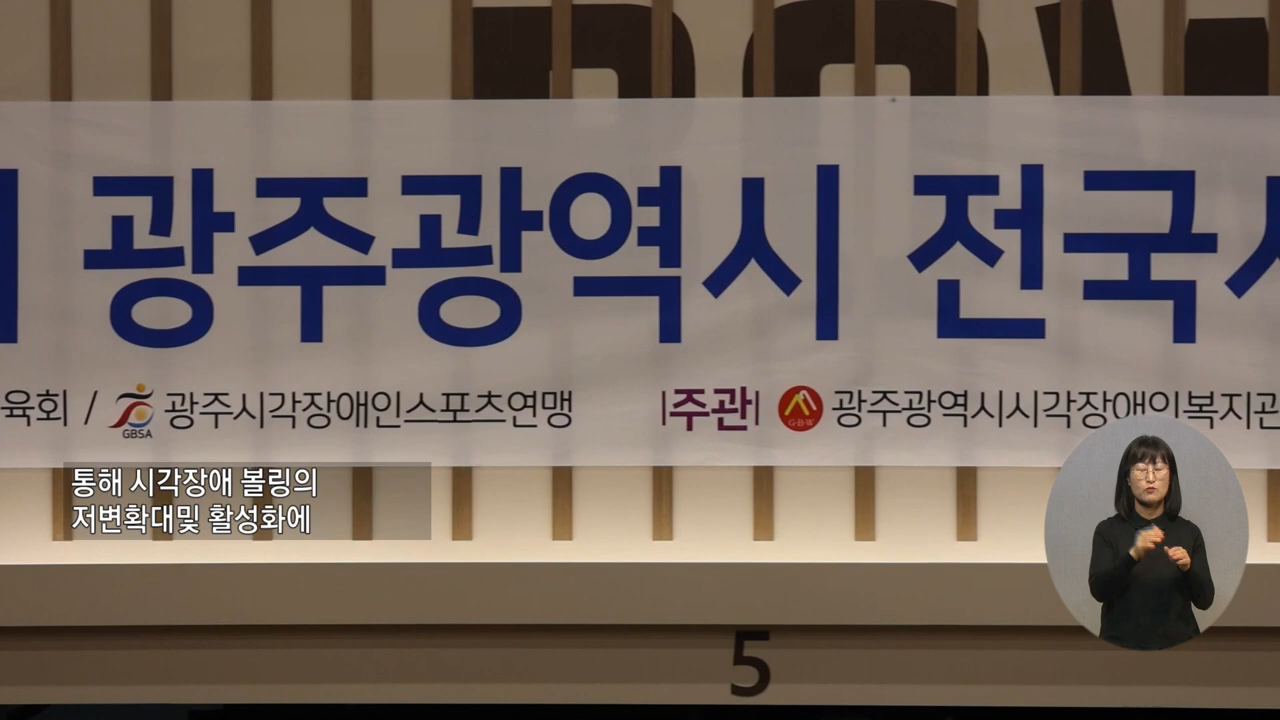 광주광역시 전국
육회 / GBSA 광주시각장애인스포츠연맹 |주관| G·B·W 광주광역시시각장애인복지관
통해 시각장애 볼링의
저변확대및 활성화에
5